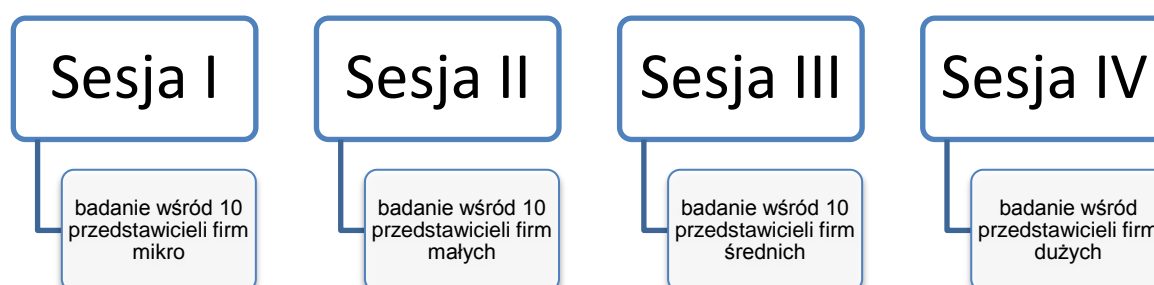 Sesja I
badanie wśród 10
przedstawicieli firm
mikro
Sesja II
badanie wśród 10
przedstawicieli firm
małych
Sesja III
badanie wśród 10
przedstawicieli firm
średnich
Sesja IV
badanie wśród
przedstawicieli firm
dużych